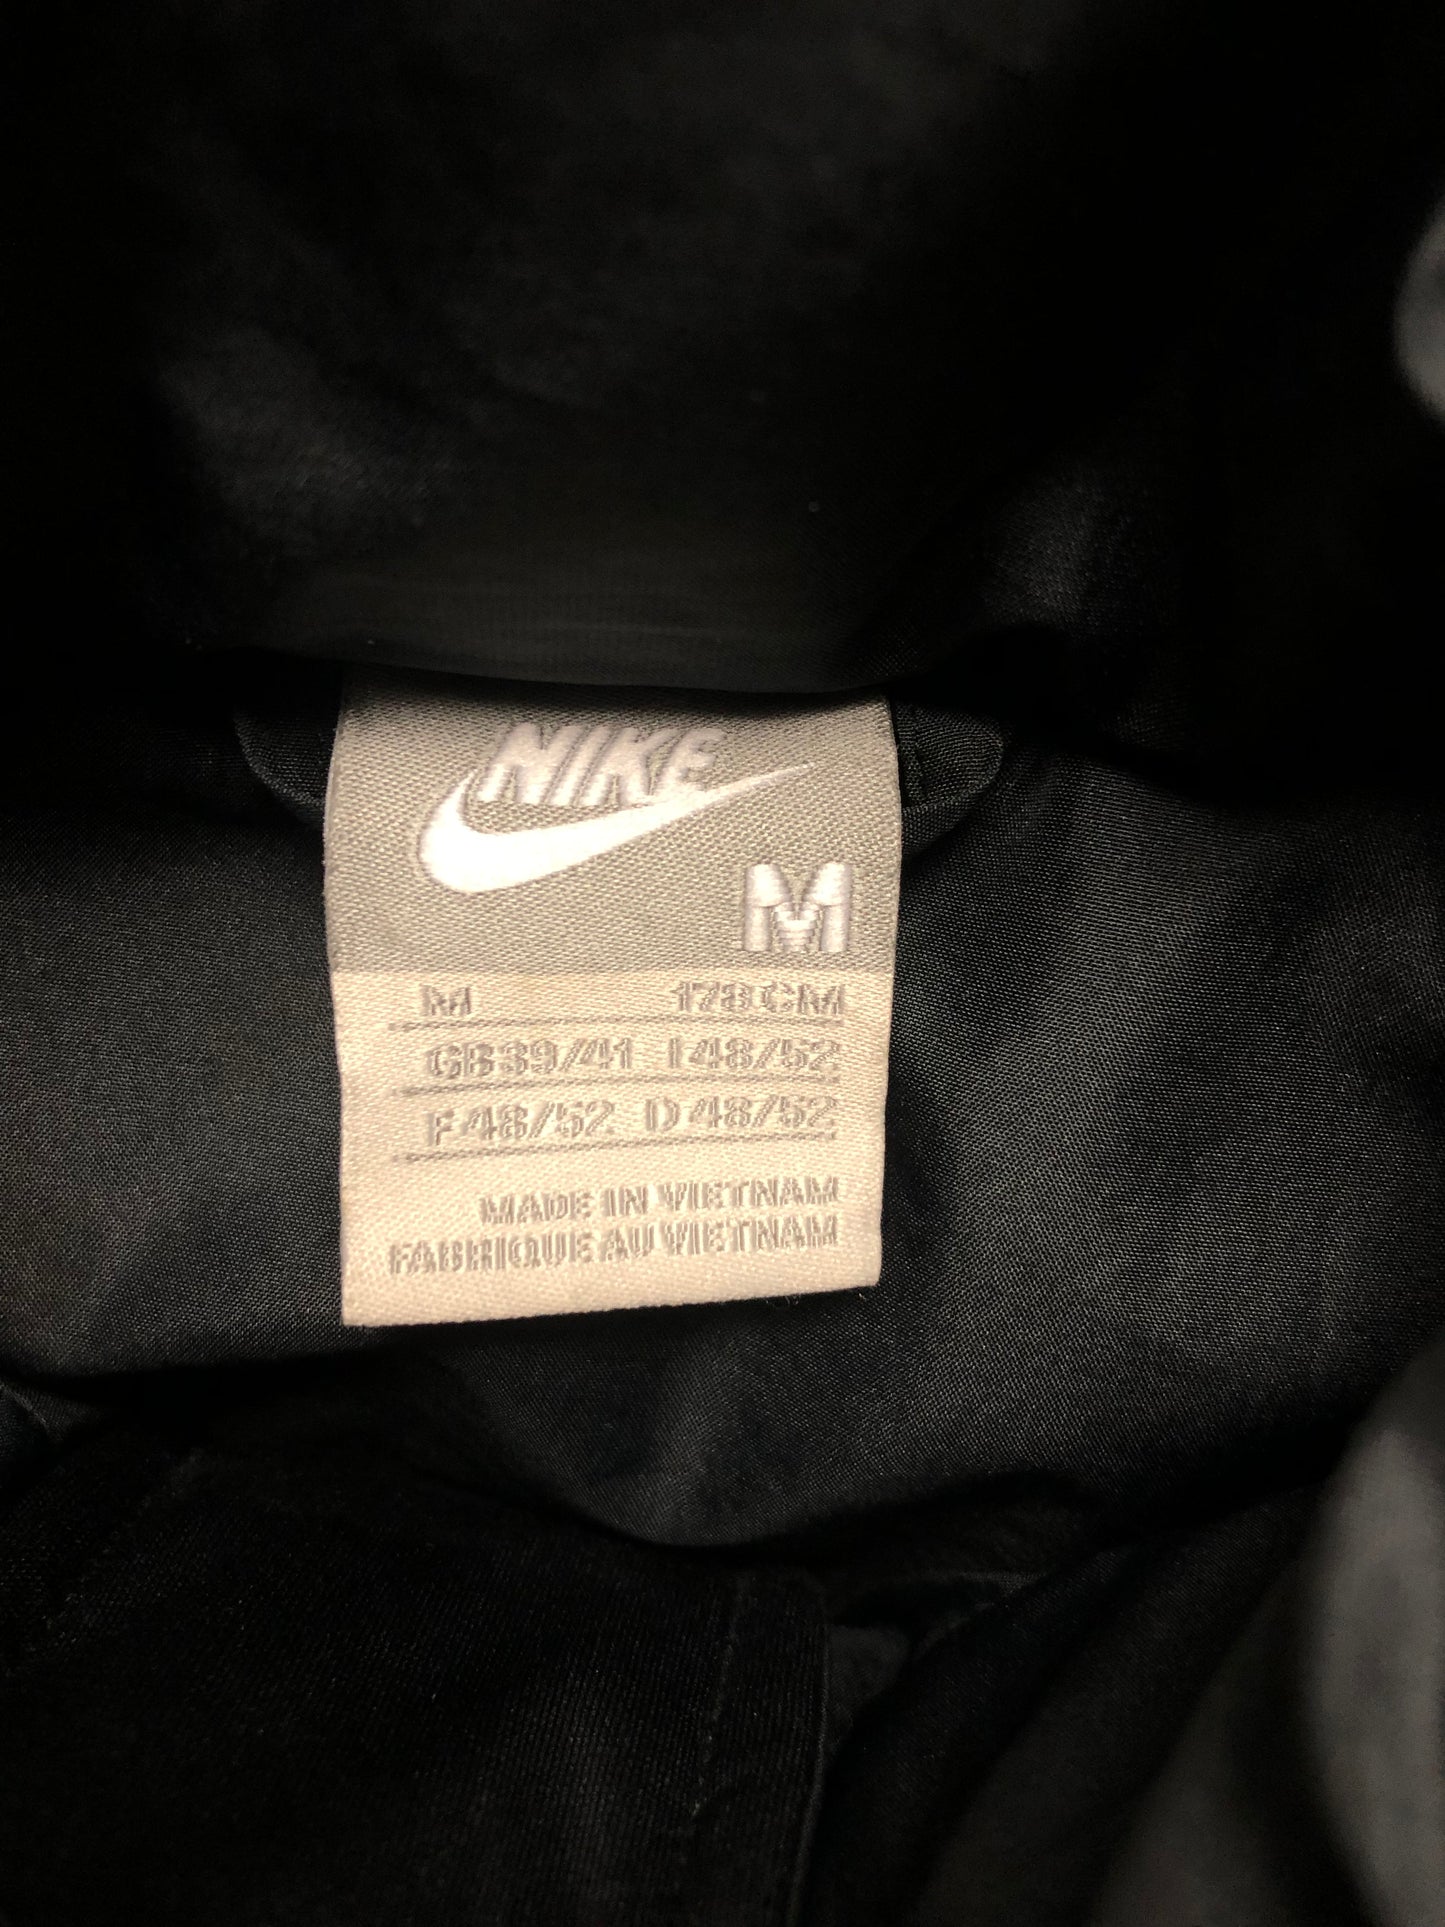 NIKE
M
M 178CM
GB39/41 I48/52
F48/52 D48/52
MADE IN VIETNAM
FABRIQUE AU VIETNAM